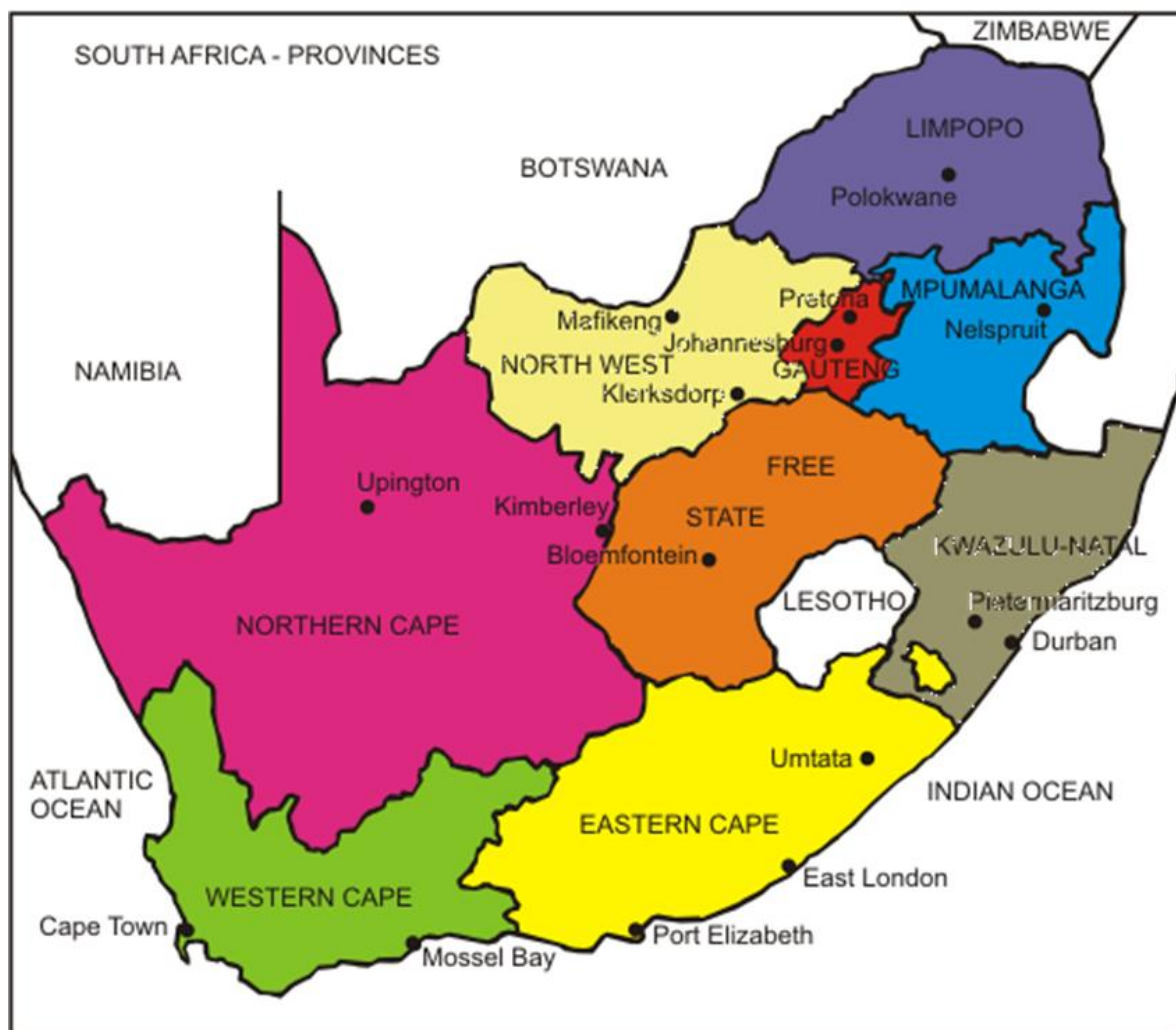 ZIMBABWE
SOUTH AFRICA - PROVINCES
LIMPOPO
BOTSWANA
Polokwane
MPUMALANGA
Pretoria
Mafikeng
Nelspruit
Johannesburg
NORTH WEST
GAUTENG
NAMIBIA
Klerksdorp
FREE
Upington
Kimberley
STATE
KWAZULU-NATAL
Bloemfontein
LESOTHO
Pietermaritzburg
NORTHERN CAPE
Durban
Umtata
ATLANTIC
OCEAN
INDIAN OCEAN
EASTERN CAPE
East London
WESTERN CAPE
Cape Town
Port Elizabeth
Mossel Bay